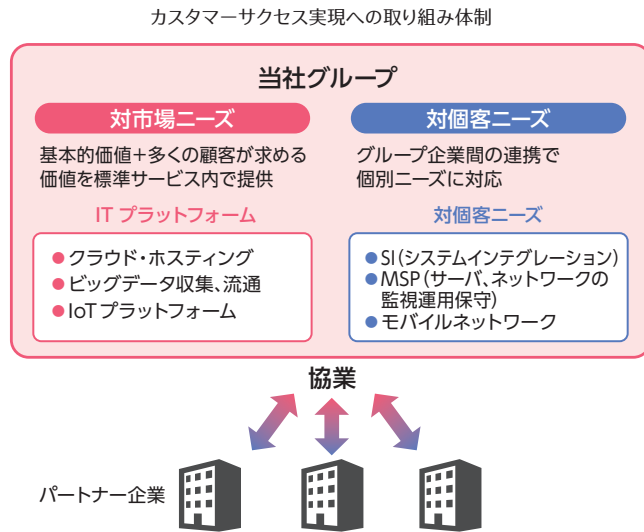 カスタマーサクセス実現への取り組み体制
当社グループ
対市場ニーズ
基本的価値＋多くの顧客が求める
価値を標準サービス内で提供
IT プラットフォーム
●クラウド・ホスティング
●ビッグデータ収集、流通
●IoTプラットフォーム
対個客ニーズ
グループ企業間の連携で
個別ニーズに対応
対個客ニーズ
●SI（システムインテグレーション）
●MSP（サーバ、ネットワークの
監視運用保守）
●モバイルネットワーク
協業
パートナー企業